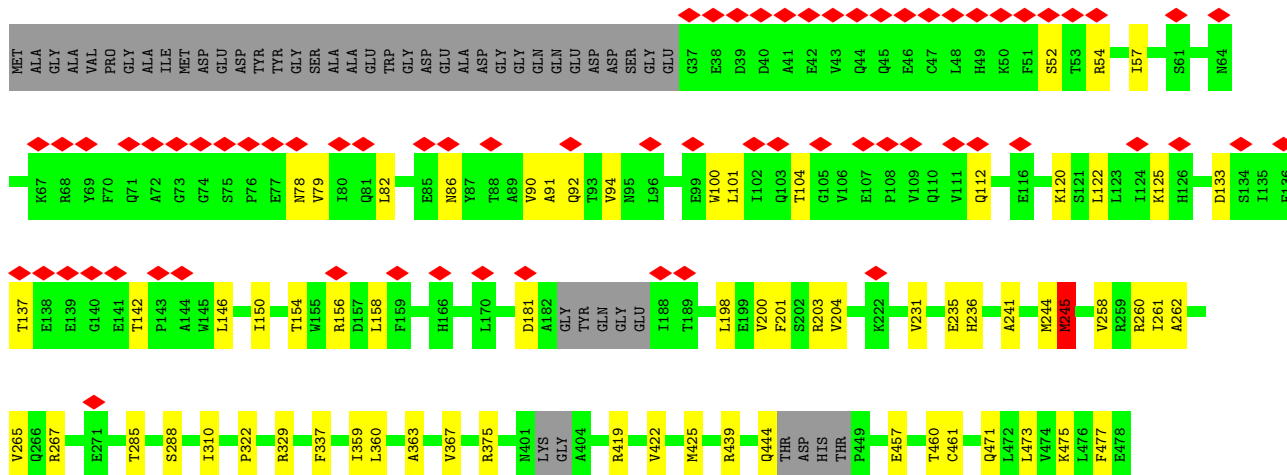 MET ALA GLY ALA VAL PRO GLY ALA ILE MET ASP GLU ASP TYR TYR GLY SER ALA ALA GLU TRP GLY ASP GLU ALA ASP GLY GLY GLN GLN GLU ASP ASP SER GLY GLU G37 E38 D39 D40 A41 E42 V43 Q44 Q45 E46 C47 L48 H49 K50 F51 S52 T53 R54 I57 S61 N64
K67 R68 Y69 F70 Q71 A72 G73 G74 S75 P76 E77 N78 V79 I80 Q81 L82 E85 N86 Y87 T88 A89 V90 A91 Q92 T93 V94 N95 L96 E99 W100 L101 I102 Q103 T104 G105 V106 E107 P108 V109 Q110 V111 Q112 E116 K120 S121 L122 L123 I124 K125 H126 D133 S134 I135 E136
T137 E138 E139 G140 E141 T142 P143 A144 W145 L146 I150 T154 W155 R156 D157 L158 F159 H166 L170 D181 A182 GLY TYR GLN GLY GLU I188 T189 L198 E199 V200 F201 S202 R203 V204 K222 V231 E235 H236 A241 M244 M245 V258 R259 R260 I261 A262
V265 Q266 R267 E271 T285 S288 I310 P322 R329 F337 I359 L360 A363 V367 R375 N401 LYS GLY A404 R419 V422 M425 R439 Q444 THR ASP HIS THR P449 E457 T460 C461 Q471 L472 L473 V474 K475 L476 F477 E478